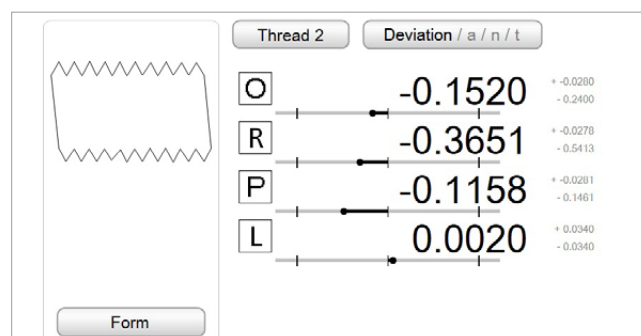 Thread 2
Deviation / a / n / t
O -0.1520 + -0.0280
- 0.2400
R -0.3651 + -0.0278
- 0.5413
P -0.1158 + -0.0281
- 0.1461
L 0.0020 + 0.0340
- 0.0340
Form